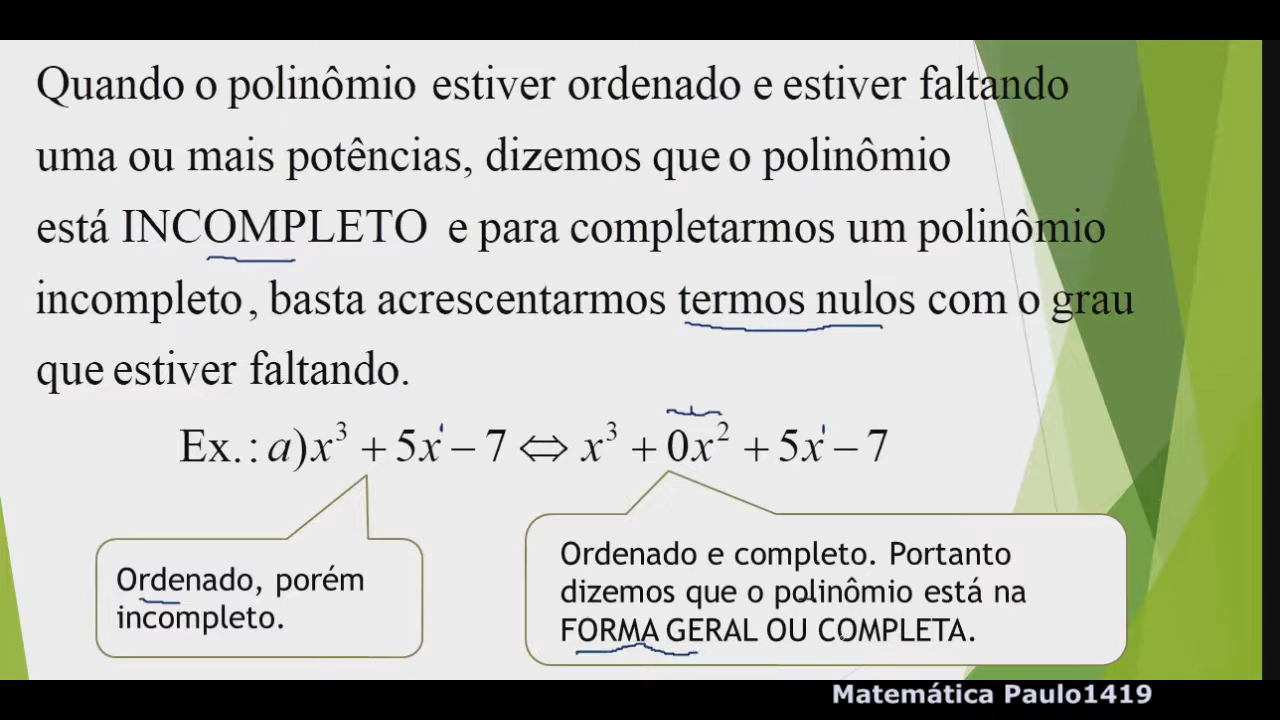 Quando o polinômio estiver ordenado e estiver faltando
uma ou mais potências, dizemos que o polinômio
está INCOMPLETO e para completarmos um polinômio
incompleto, basta acrescentarmos termos nulos com o grau
que estiver faltando.
Ex.: a)x³ + 5x¹ − 7 ⇔ x³ + 0x² + 5x¹ − 7
Ordenado, porém
incompleto.
Ordenado e completo. Portanto
dizemos que o polinômio está na
FORMA GERAL OU COMPLETA.
Matemática Paulo1419